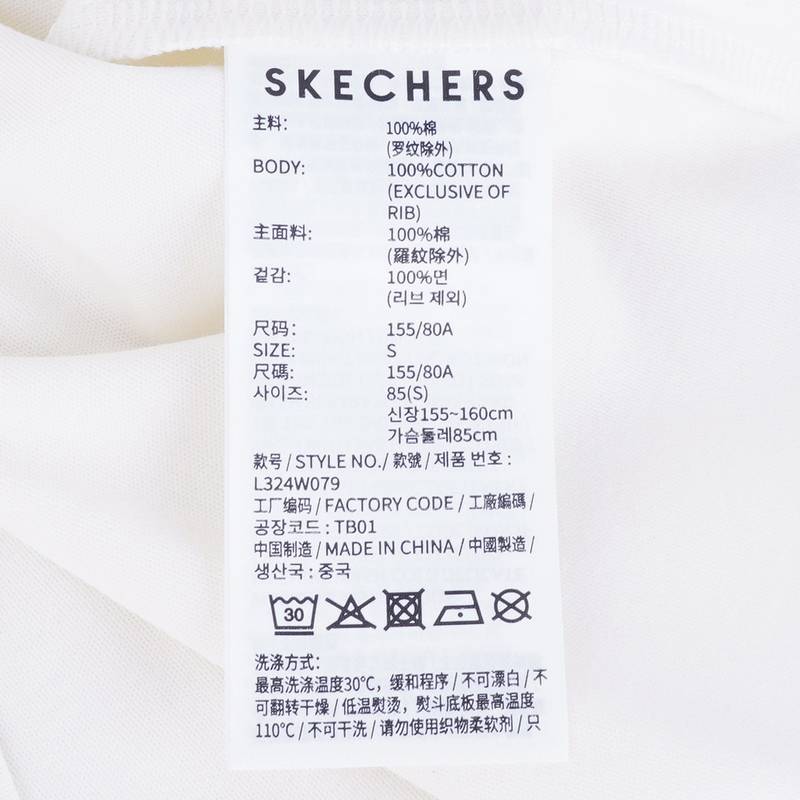 SKECHERS
主料: 100%棉
(罗纹除外)
BODY: 100%COTTON
(EXCLUSIVE OF
RIB)
主面料: 100%棉
(羅紋除外)
겉감: 100%면
(리브 제외)
尺码: 155/80A
SIZE: S
尺碼: 155/80A
사이즈: 85(S)
신장155~160cm
가슴둘레85cm
款号 / STYLE NO./ 款號 / 제품 번호 :
L324W079
工厂编码 / FACTORY CODE / 工廠編碼 /
공장코드 : TB01
中国制造 / MADE IN CHINA / 中國製造 /
생산국 : 중국
30
洗涤方式:
最高洗涤温度30℃，缓和程序 / 不可漂白 / 不
可翻转干燥 / 低温熨烫，熨斗底板最高温度
110℃ / 不可干洗 / 请勿使用织物柔软剂 / 只